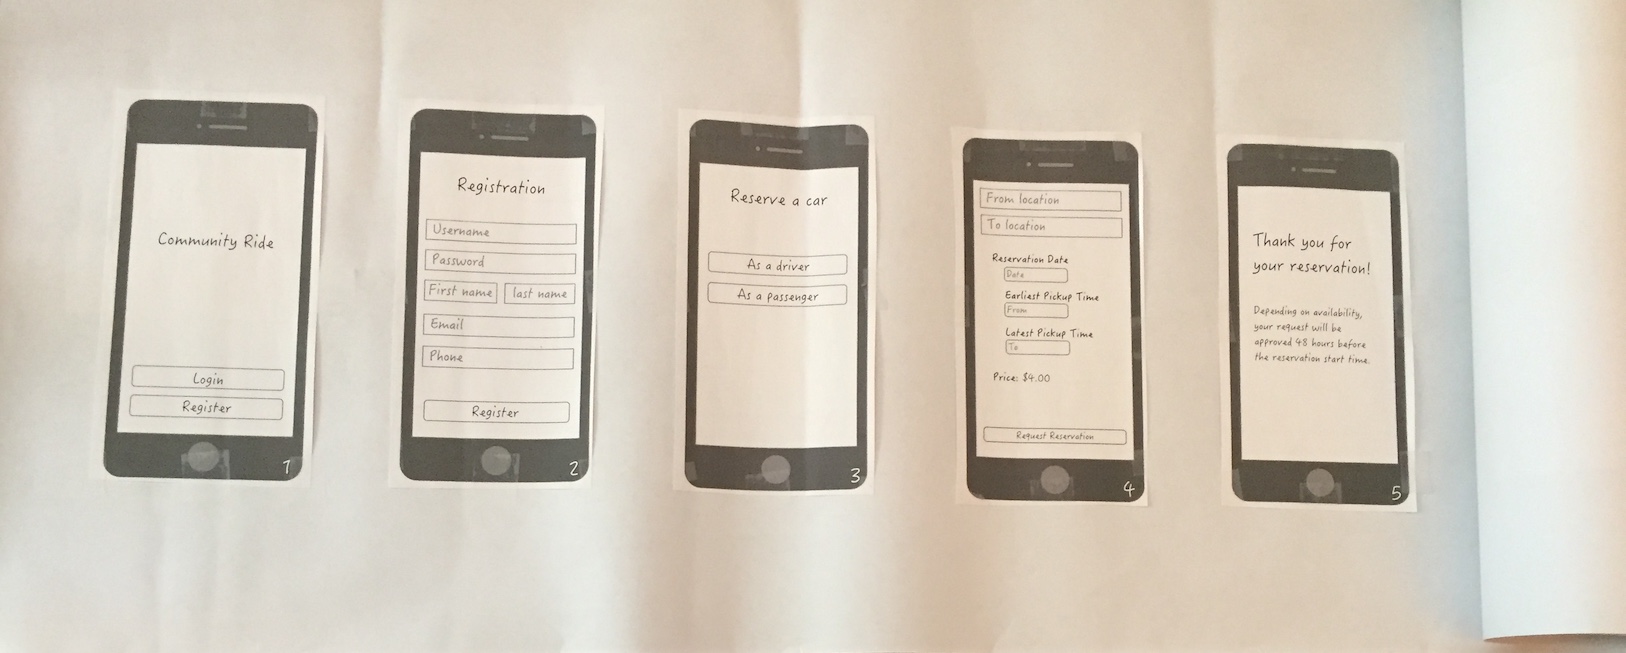 Community Ride
Login
Register
1
Registration
Username
Password
First name
last name
Email
Phone
Register
2
Reserve a car
As a driver
As a passenger
3
From location
To location
Reservation Date
Date
Earliest Pickup Time
From
Latest Pickup Time
To
Price: $4.00
Request Reservation
4
Thank you for
your reservation!
Depending on availability,
your request will be
approved 48 hours before
the reservation start time.
5